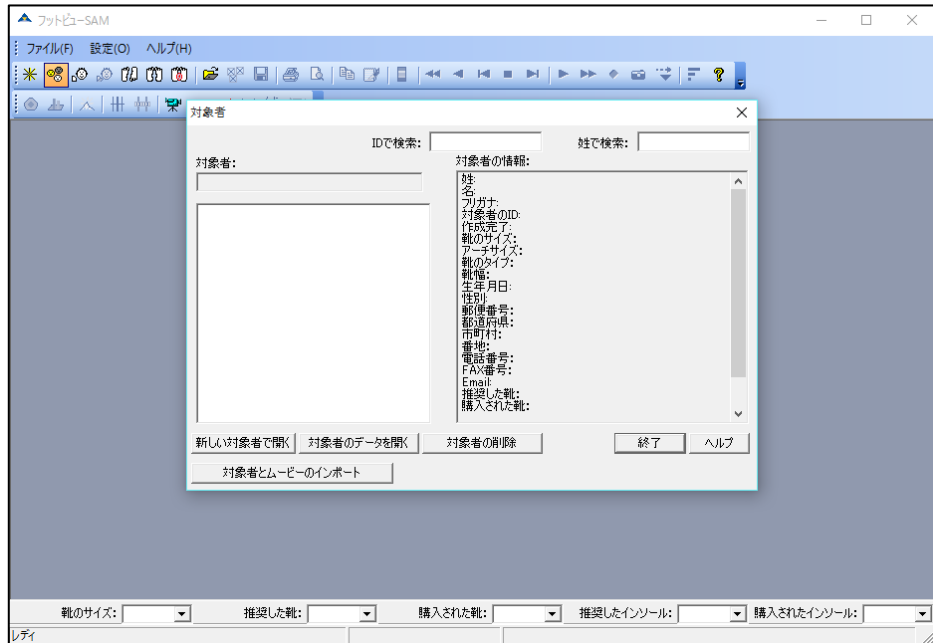 フットビューSAM
ファイル(F) 設定(O) ヘルプ(H)
対象者
IDで検索: 姓で検索:
対象者: 対象者の情報:
姓:
名:
フリガナ:
対象者のID:
作成完了:
靴のサイズ:
アーチサイズ:
靴のタイプ:
靴幅:
生年月日:
性別:
郵便番号:
都道府県:
市町村:
番地:
電話番号:
FAX番号:
Email:
推奨した靴:
購入された靴:
新しい対象者で開く 対象者のデータを開く 対象者の削除 終了 ヘルプ
対象者とムービーのインポート
靴のサイズ: 推奨した靴: 購入された靴: 推奨したインソール: 購入されたインソール:
レディ